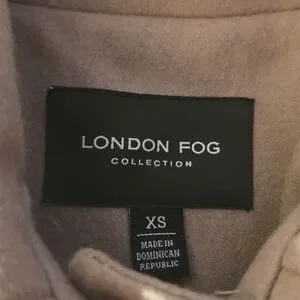 LONDON FOG
COLLECTION
XS
MADE IN
DOMINICAN
REPUBLIC